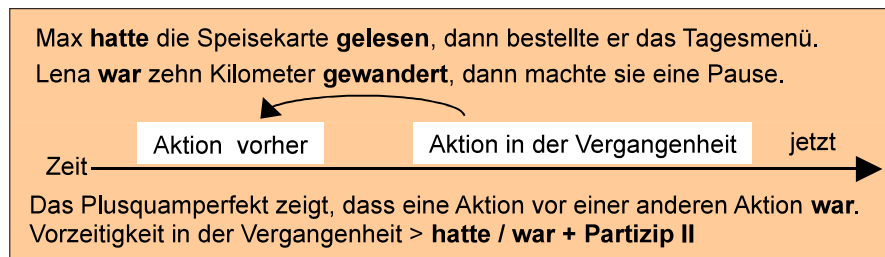 Max hatte die Speisekarte gelesen, dann bestellte er das Tagesmenü.
Lena war zehn Kilometer gewandert, dann machte sie eine Pause.
Aktion vorher Aktion in der Vergangenheit jetzt
Zeit
Das Plusquamperfekt zeigt, dass eine Aktion vor einer anderen Aktion war.
Vorzeitigkeit in der Vergangenheit > hatte / war + Partizip II